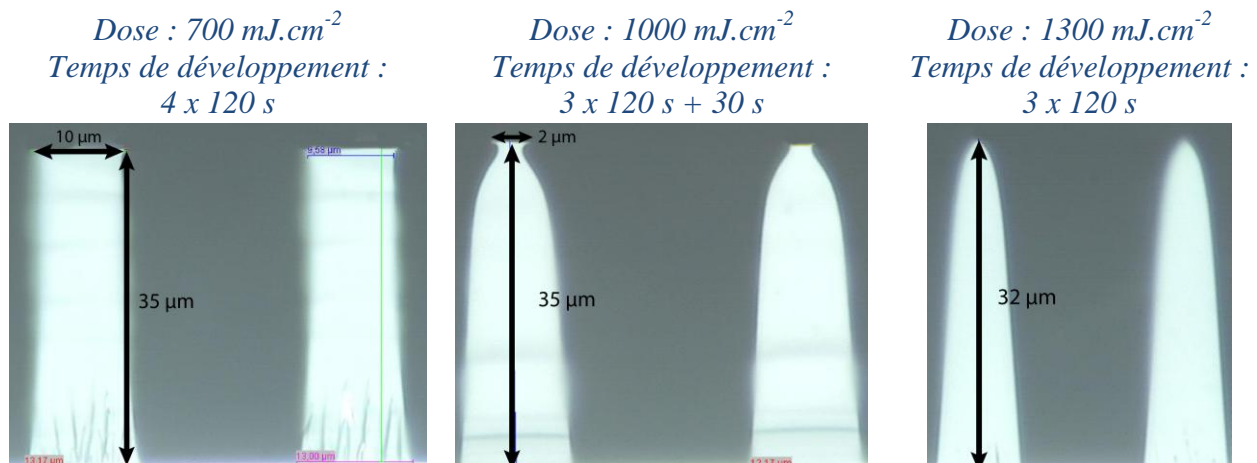 Dose : 700 mJ.cm-2
Temps de développement :
4 x 120 s
Dose : 1000 mJ.cm-2
Temps de développement :
3 x 120 s + 30 s
Dose : 1300 mJ.cm-2
Temps de développement :
3 x 120 s
10 µm
9,58 µm
35 µm
13,17 µm
13,00 µm
2 µm
35 µm
12,17 µm
32 µm